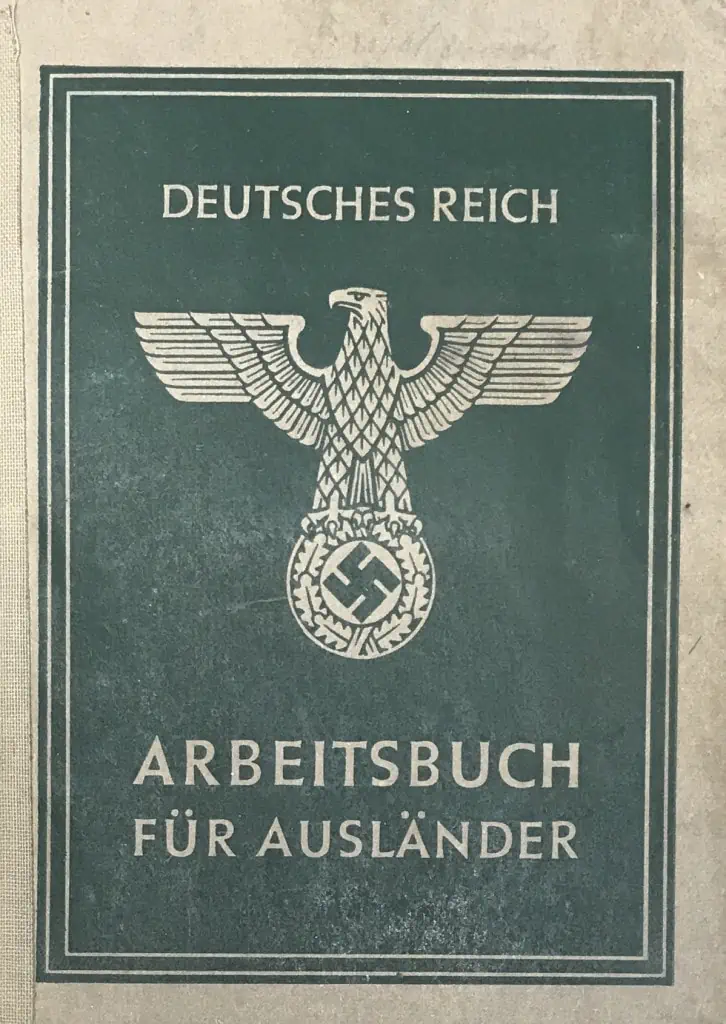 DEUTSCHES REICH
ARBEITSBUCH
FÜR AUSLÄNDER